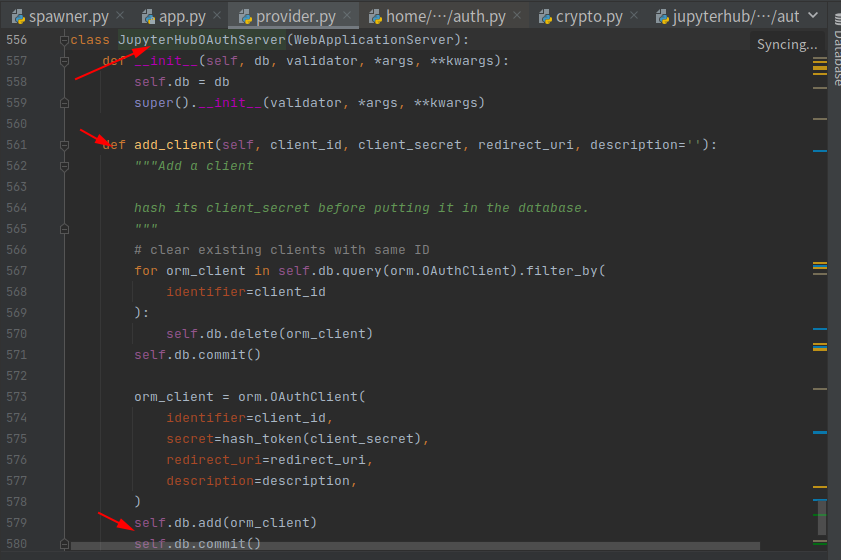 spawner.py × app.py × provider.py × home/…/auth.py × crypto.py × jupyterhub/…/aut
Syncing...
Database
556 class JupyterHubOAuthServer(WebApplicationServer):
557     def __init__(self, db, validator, *args, **kwargs):
558         self.db = db
559         super().__init__(validator, *args, **kwargs)
560
561     def add_client(self, client_id, client_secret, redirect_uri, description=''):
562         """Add a client
563
564         hash its client_secret before putting it in the database.
565         """
566         # clear existing clients with same ID
567         for orm_client in self.db.query(orm.OAuthClient).filter_by(
568             identifier=client_id
569         ):
570             self.db.delete(orm_client)
571         self.db.commit()
572
573         orm_client = orm.OAuthClient(
574             identifier=client_id,
575             secret=hash_token(client_secret),
576             redirect_uri=redirect_uri,
577             description=description,
578         )
579         self.db.add(orm_client)
580         self.db.commit()